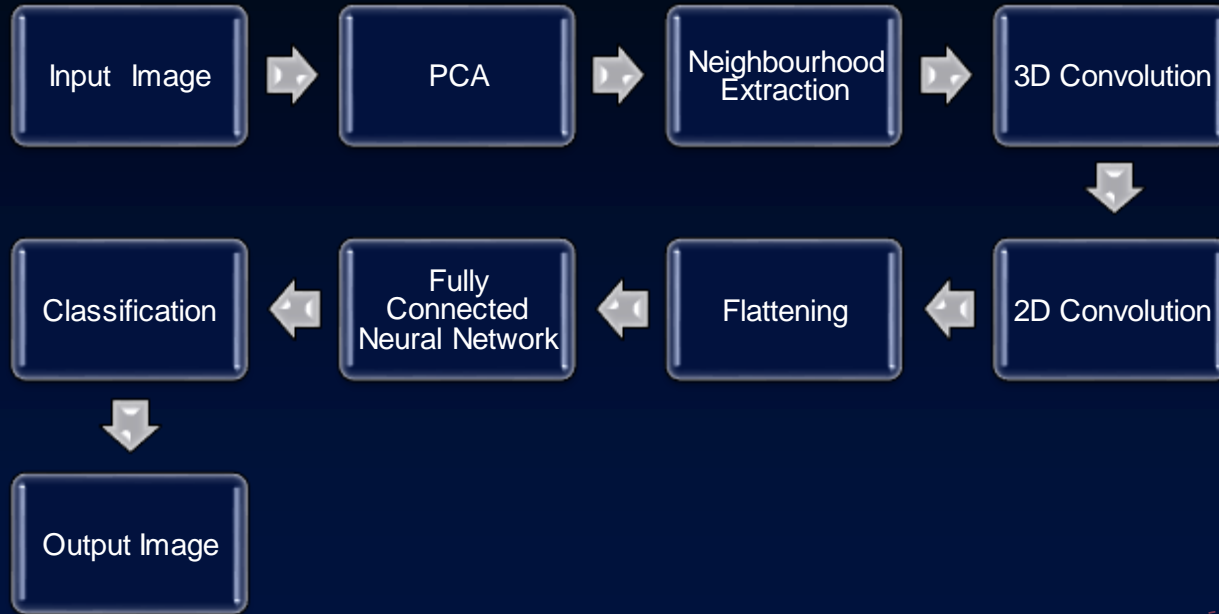 Input Image
PCA
Neighbourhood
Extraction
3D Convolution
2D Convolution
Flattening
Fully
Connected
Neural Network
Classification
Output Image